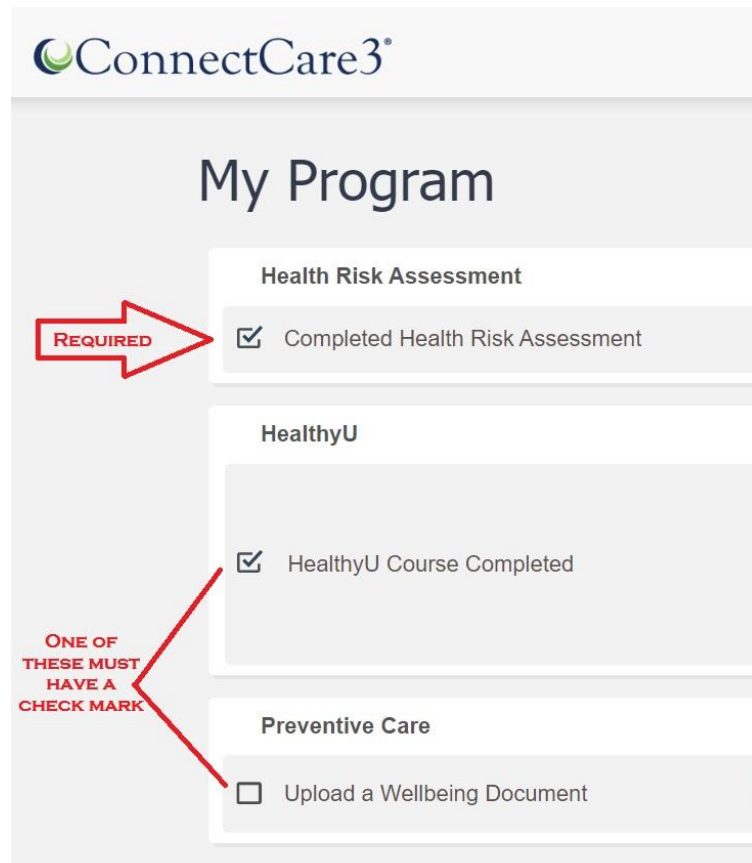 ConnectCare3®
My Program
Health Risk Assessment
REQUIRED
Completed Health Risk Assessment
HealthyU
HealthyU Course Completed
ONE OF
THESE MUST
HAVE A
CHECK MARK
Preventive Care
Upload a Wellbeing Document